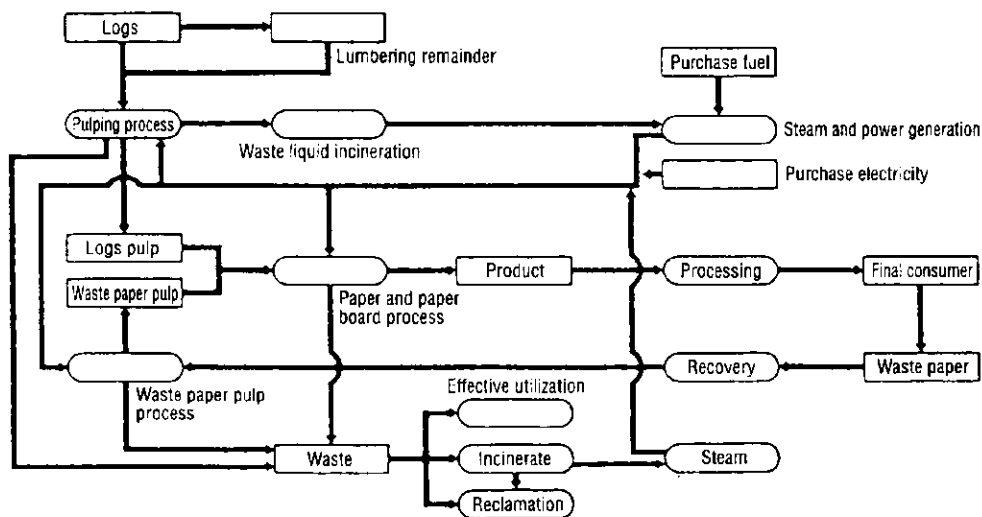 Logs
Lumbering remainder
Purchase fuel
Pulping process
Waste liquid incineration
Steam and power generation
Purchase electricity
Logs pulp
Waste paper pulp
Paper and paper
board process
Product
Processing
Final consumer
Waste paper pulp
process
Recovery
Waste paper
Effective utilization
Waste
Incinerate
Steam
Reclamation